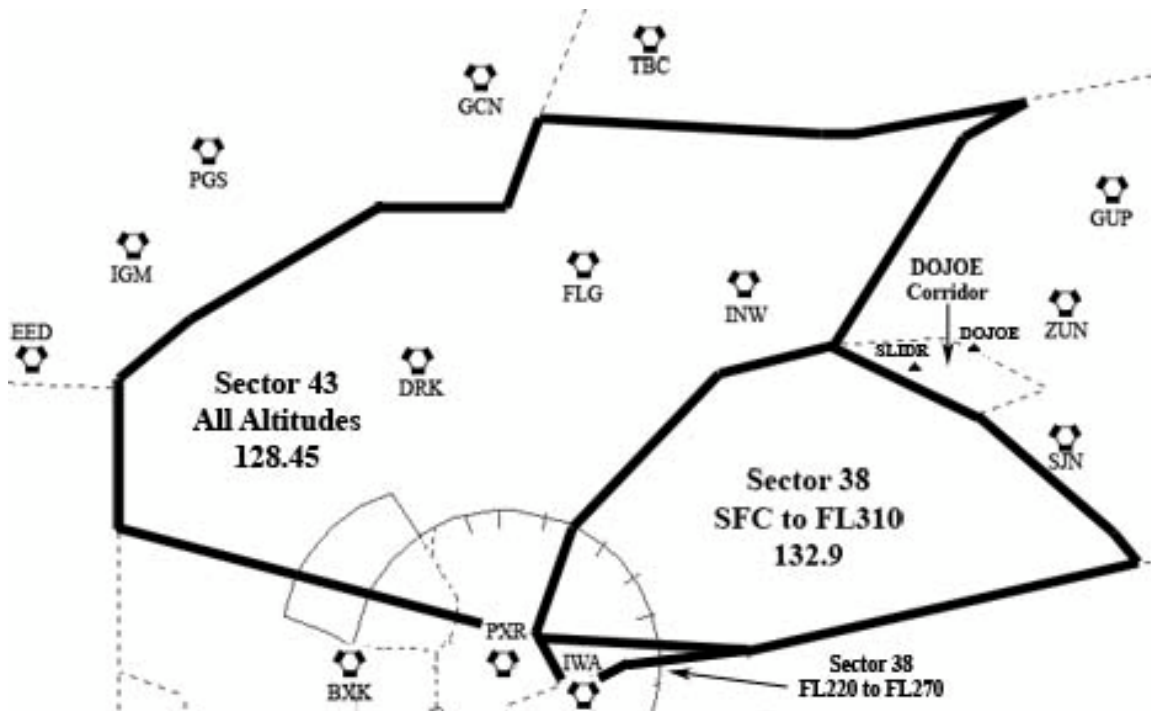 TBC
GCN
PGS
GUP
IGM
FLG
INW
DOJOE
Corridor
ZUN
EED
SLIDR
DOJOE
DRK
Sector 43
All Altitudes
128.45
SJN
Sector 38
SFC to FL310
132.9
PXR
IWA
BXK
Sector 38
FL220 to FL270